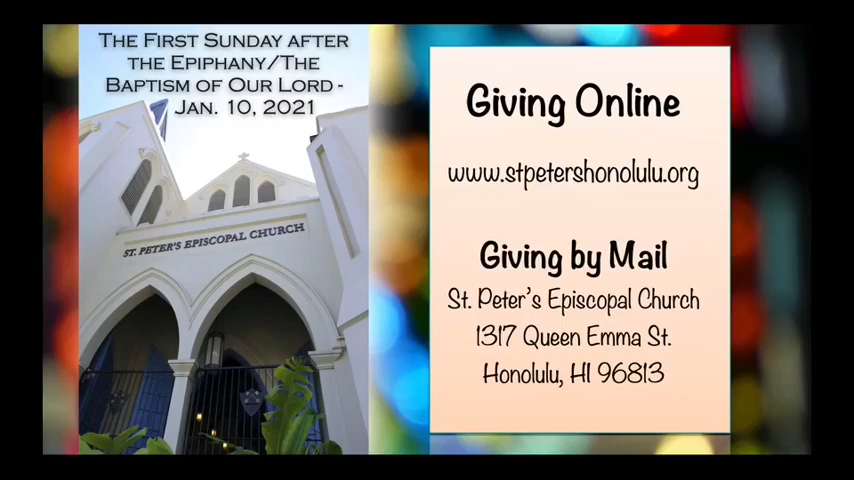 The First Sunday after
the Epiphany/The
Baptism of Our Lord -
Jan. 10, 2021
ST. PETER'S EPISCOPAL CHURCH
Giving Online
www.stpetershonolulu.org
Giving by Mail
St. Peter's Episcopal Church
1317 Queen Emma St.
Honolulu, HI 96813